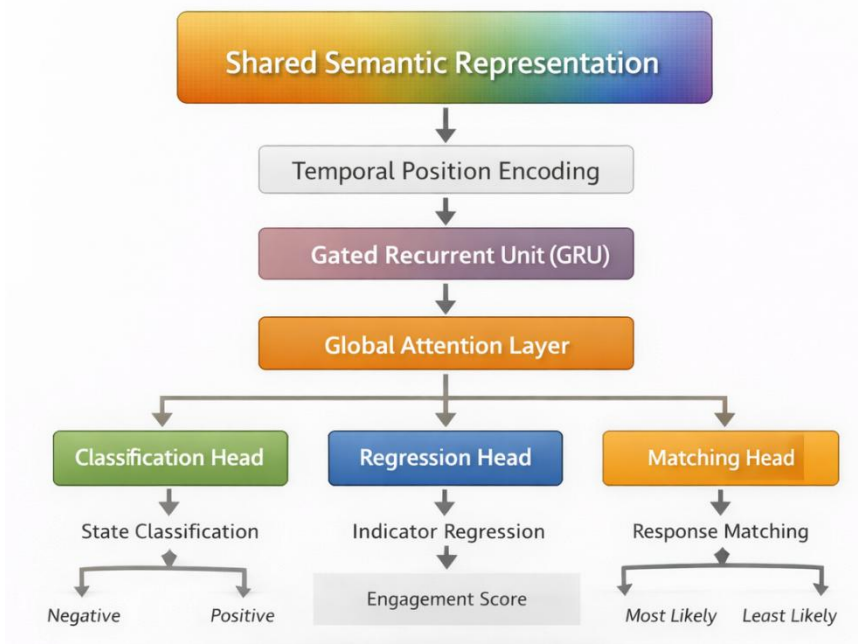 Shared Semantic Representation
Temporal Position Encoding
Gated Recurrent Unit (GRU)
Global Attention Layer
Classification Head
Regression Head
Matching Head
State Classification
Indicator Regression
Response Matching
Negative
Positive
Engagement Score
Most Likely
Least Likely